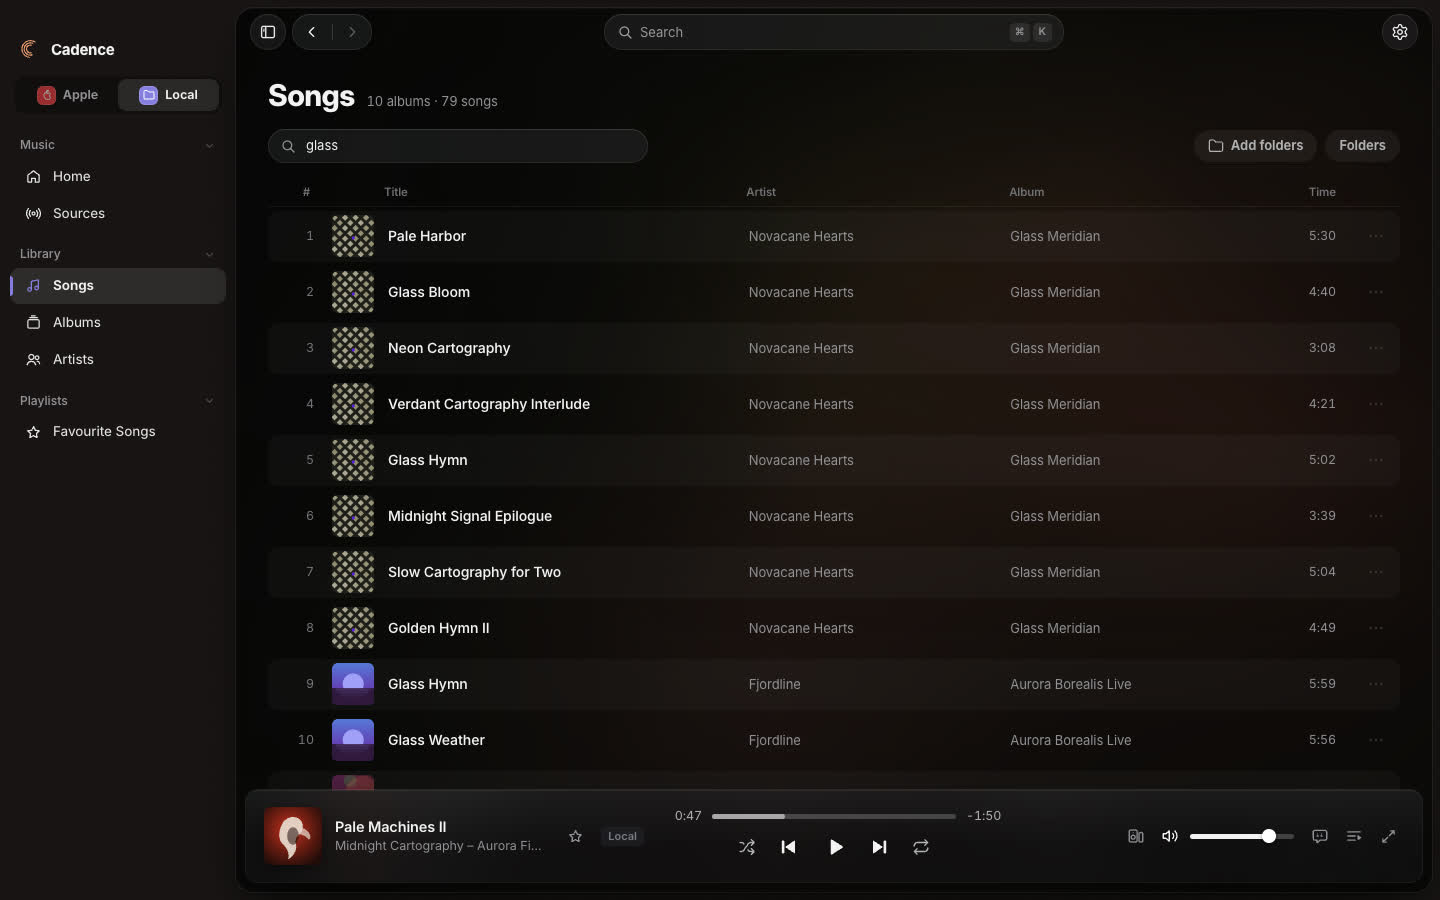 Cadence
Apple
Local
Music
Home
Sources
Library
Songs
Albums
Artists
Playlists
Favourite Songs
Search
⌘ K
Songs
10 albums · 79 songs
glass
Add folders
Folders
# Title Artist Album Time
1 Pale Harbor Novacane Hearts Glass Meridian 5:30
2 Glass Bloom Novacane Hearts Glass Meridian 4:40
3 Neon Cartography Novacane Hearts Glass Meridian 3:08
4 Verdant Cartography Interlude Novacane Hearts Glass Meridian 4:21
5 Glass Hymn Novacane Hearts Glass Meridian 5:02
6 Midnight Signal Epilogue Novacane Hearts Glass Meridian 3:39
7 Slow Cartography for Two Novacane Hearts Glass Meridian 5:04
8 Golden Hymn II Novacane Hearts Glass Meridian 4:49
9 Glass Hymn Fjordline Aurora Borealis Live 5:59
10 Glass Weather Fjordline Aurora Borealis Live 5:56
Pale Machines II
Midnight Cartography – Aurora Fi...
Local
0:47
-1:50